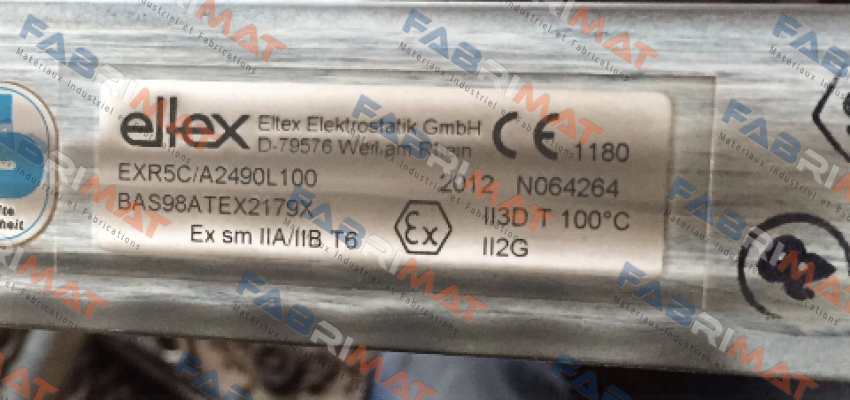 eltex Eltex Elektrostatik GmbH
D-79576 Weil am Rhein
CE 1180
EXR5C/A2490L100 2012 N064264
BAS98ATEX2179X II3D T 100°C
Ex sm IIA/IIB T6 Ex II2G
FABRIMAT
Materiaux Industriel et Fabrications